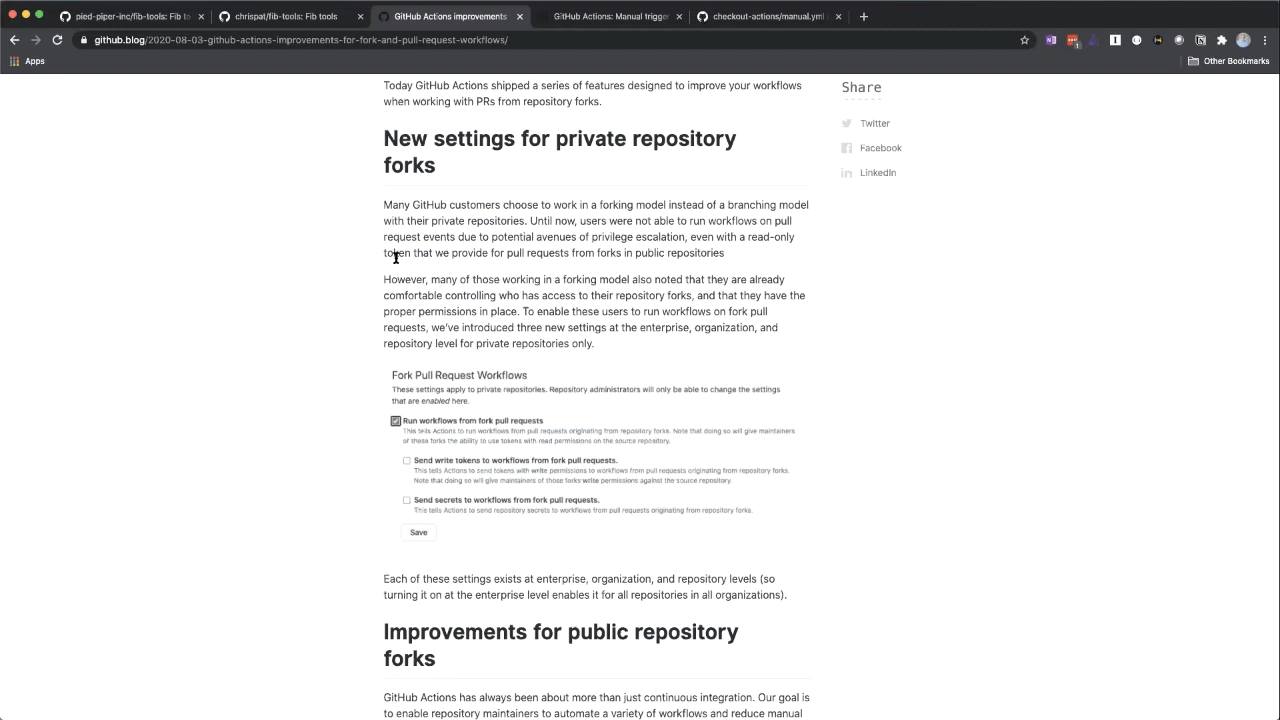 pied-piper-inc/fib-tools: Fib to
chrispat/fib-tools: Fib tools
GitHub Actions improvements
GitHub Actions: Manual trigger
checkout-actions/manual.yml
github.blog/2020-08-03-github-actions-improvements-for-fork-and-pull-request-workflows/
Apps
Other Bookmarks
Today GitHub Actions shipped a series of features designed to improve your workflows
when working with PRs from repository forks.
Share
Twitter
Facebook
LinkedIn
New settings for private repository
forks
Many GitHub customers choose to work in a forking model instead of a branching model
with their private repositories. Until now, users were not able to run workflows on pull
request events due to potential avenues of privilege escalation, even with a read-only
token that we provide for pull requests from forks in public repositories
However, many of those working in a forking model also noted that they are already
comfortable controlling who has access to their repository forks, and that they have the
proper permissions in place. To enable these users to run workflows on fork pull
requests, we've introduced three new settings at the enterprise, organization, and
repository level for private repositories only.
Fork Pull Request Workflows
These settings apply to private repositories. Repository administrators will only be able to change the settings
that are enabled here.
Run workflows from fork pull requests
This tells Actions to run workflows from pull requests originating from repository forks. Note that doing so will give maintainers
of these forks the ability to use tokens with read permissions on the source repository.
Send write tokens to workflows from fork pull requests.
This tells Actions to send tokens with write permissions to workflows from pull requests originating from repository forks.
Note that doing so will give maintainers of those forks write permissions against the source repository.
Send secrets to workflows from fork pull requests.
This tells Actions to send repository secrets to workflows from pull requests originating from repository forks.
Save
Each of these settings exists at enterprise, organization, and repository levels (so
turning it on at the enterprise level enables it for all repositories in all organizations).
Improvements for public repository
forks
GitHub Actions has always been about more than just continuous integration. Our goal is
to enable repository maintainers to automate a variety of workflows and reduce manual